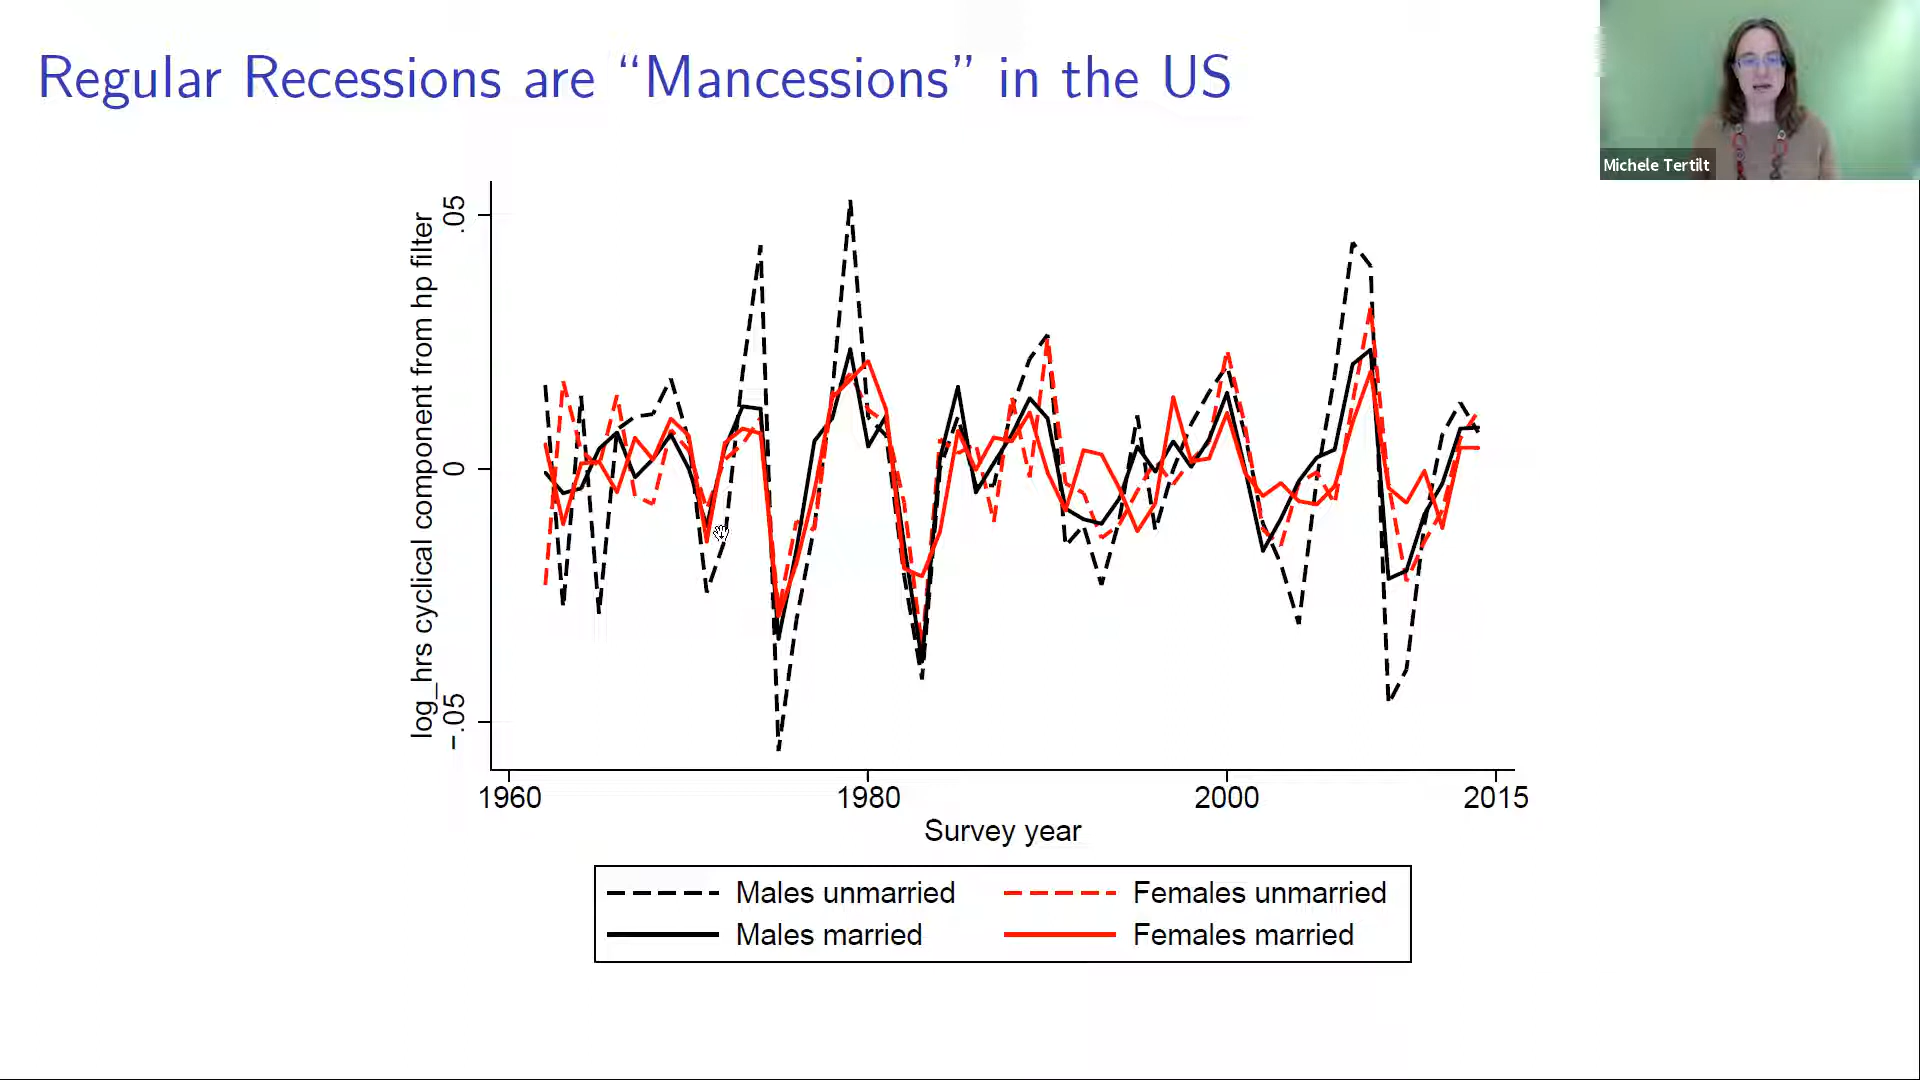 Regular Recessions are “Mancessions” in the US
Michele Tertilt
log_hrs cyclical component from hp filter
.05
0
−.05
1960
1980
2000
2015
Survey year
Males unmarried
Females unmarried
Males married
Females married